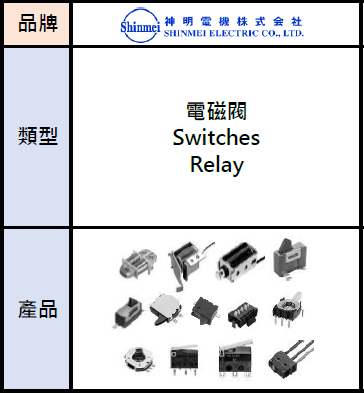 品牌
Shinmei
神明電機株式会社
SHINMEI ELECTRIC CO., LTD.
類型
電磁閥
Switches
Relay
產品